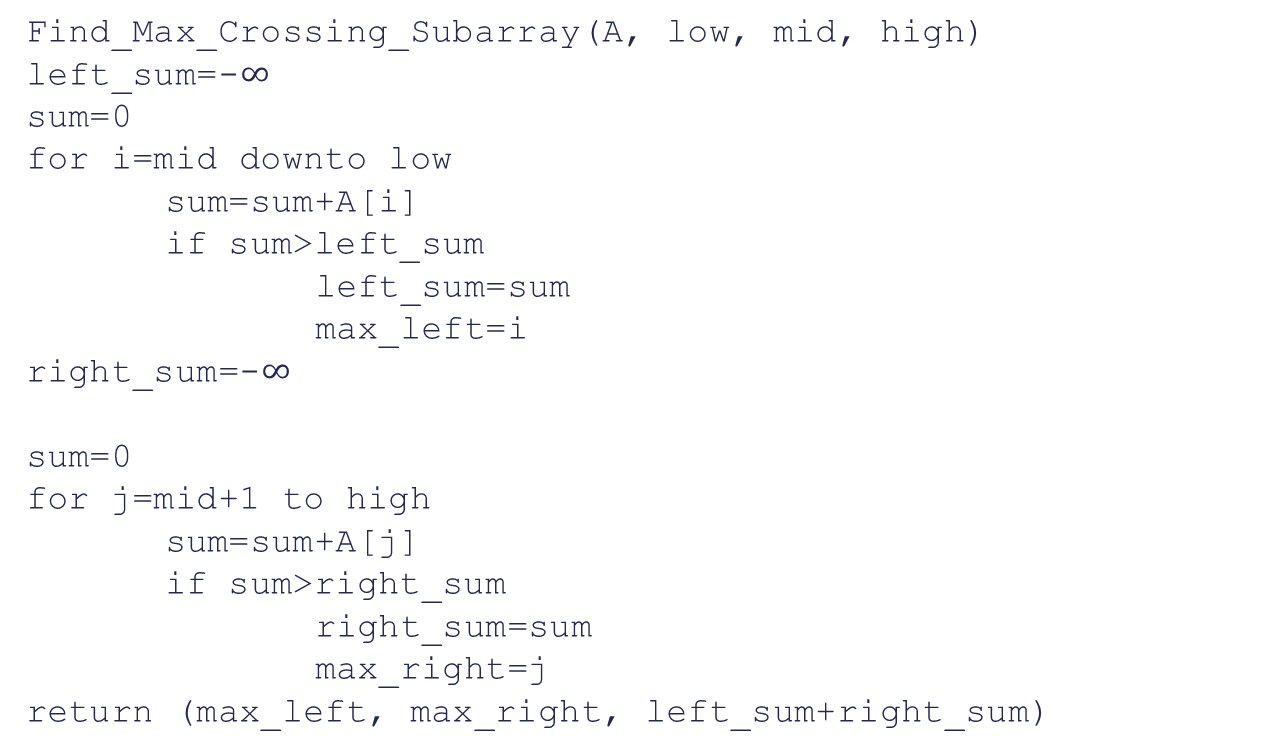 Find_Max_Crossing_Subarray(A, low, mid, high)
left_sum=-∞
sum=0
for i=mid downto low
sum=sum+A[i]
if sum>left_sum
left_sum=sum
max_left=i
right_sum=-∞
sum=0
for j=mid+1 to high
sum=sum+A[j]
if sum>right_sum
right_sum=sum
max_right=j
return (max_left, max_right, left_sum+right_sum)